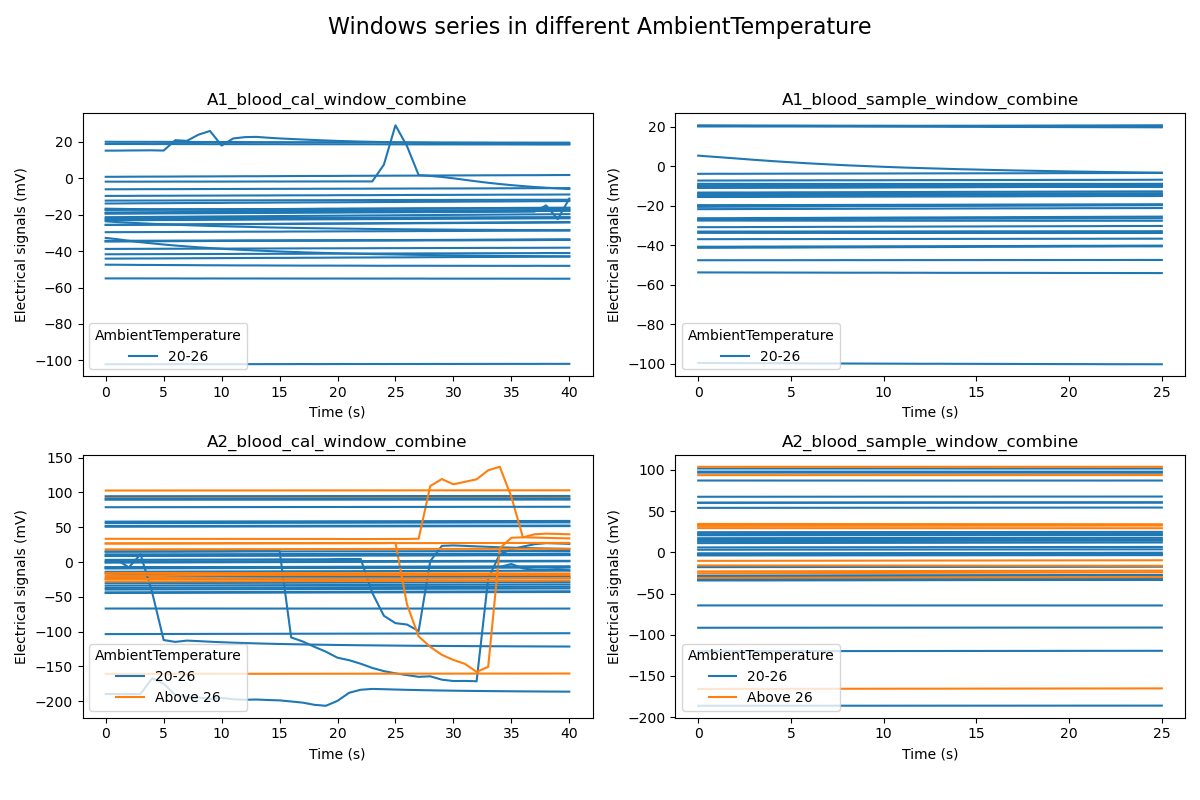 Windows series in different AmbientTemperature
A1_blood_cal_window_combine
Electrical signals (mV)
20
0
−20
−40
−60
−80
−100
AmbientTemperature
20-26
0 5 10 15 20 25 30 35 40
Time (s)
A1_blood_sample_window_combine
Electrical signals (mV)
20
0
−20
−40
−60
−80
−100
AmbientTemperature
20-26
0 5 10 15 20 25
Time (s)
A2_blood_cal_window_combine
Electrical signals (mV)
150
100
50
0
−50
−100
−150
−200
AmbientTemperature
20-26
Above 26
0 5 10 15 20 25 30 35 40
Time (s)
A2_blood_sample_window_combine
Electrical signals (mV)
100
50
0
−50
−100
−150
−200
AmbientTemperature
20-26
Above 26
0 5 10 15 20 25
Time (s)